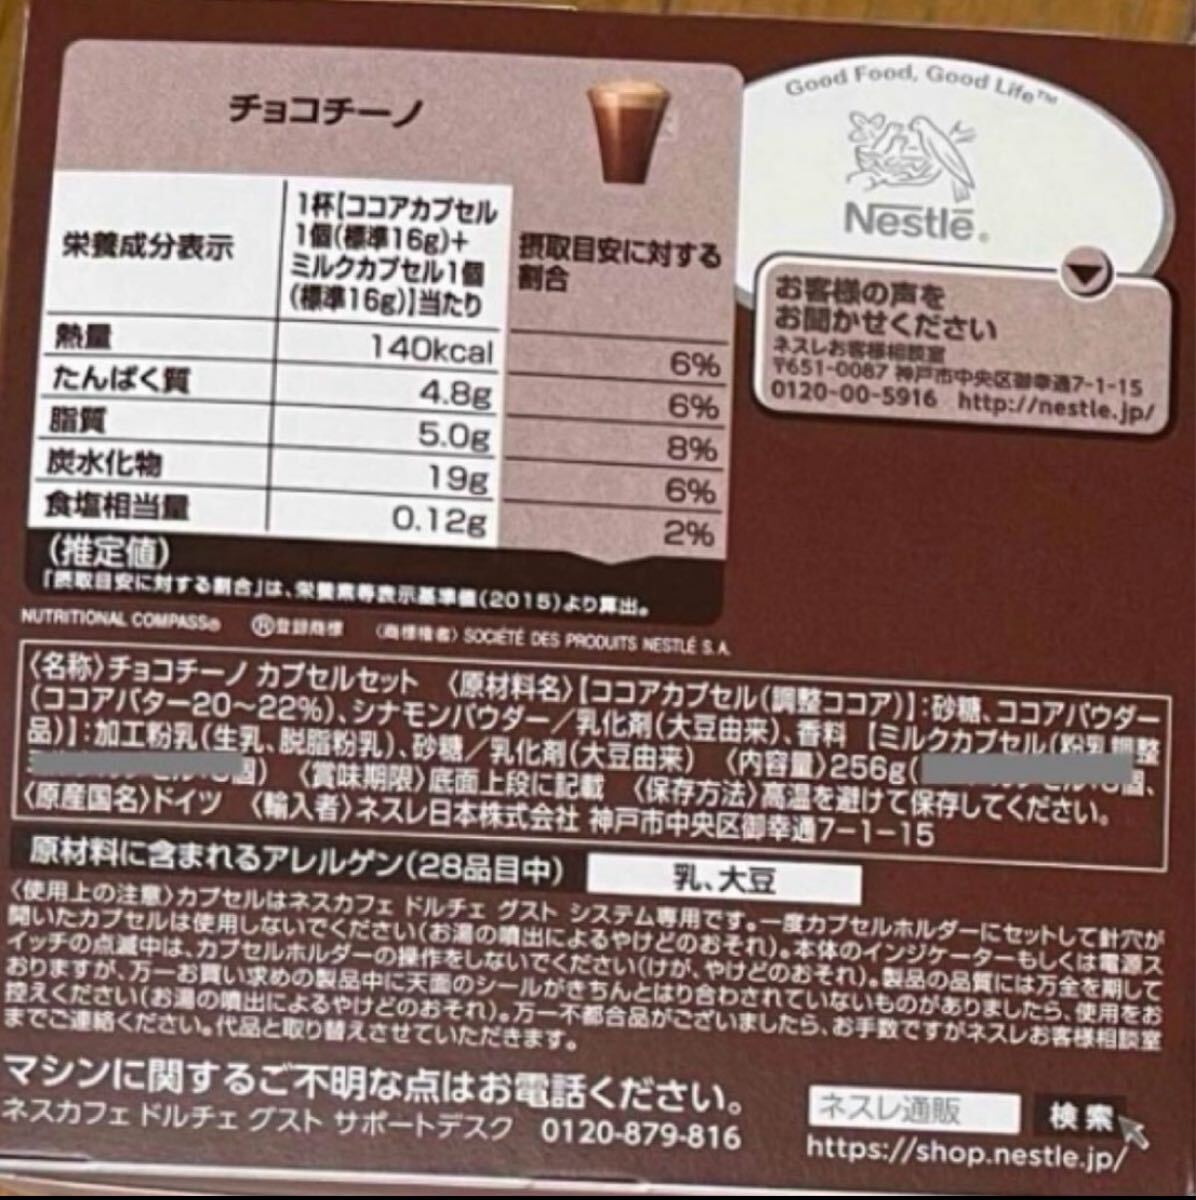 チョコチーノ
栄養成分表示
1杯【ココアカプセル
1個(標準16g)+
ミルクカプセル1個
(標準16g)】当たり
摂取目安に対する
割合
熱量 140kcal 6%
たんぱく質 4.8g 6%
脂質 5.0g 8%
炭水化物 19g 6%
食塩相当量 0.12g 2%
(推定値)
「摂取目安に対する割合」は、栄養素等表示基準値(2015)より算出。
NUTRITIONAL COMPASS® ®登録商標 〈商標権者〉SOCIÉTÉ DES PRODUITS NESTLÉ S.A.
Good Food, Good Life™
Nestlé®
お客様の声を
お聞かせください
ネスレお客様相談室
〒651-0087 神戸市中央区御幸通7-1-15
0120-00-5916 http://nestle.jp/
〈名称〉チョコチーノ カプセルセット 〈原材料名〉【ココアカプセル(調整ココア)】:砂糖、ココアパウダー
(ココアバター20〜22%)、シナモンパウダー/乳化剤(大豆由来)、香料 【ミルクカプセル(粉乳調整
品)】:加工粉乳(生乳、脱脂粉乳)、砂糖/乳化剤(大豆由来) 〈内容量〉256g(
個) 〈賞味期限〉底面上段に記載 〈保存方法〉高温を避けて保存してください。
〈原産国名〉ドイツ 〈輸入者〉ネスレ日本株式会社 神戸市中央区御幸通7-1-15
原材料に含まれるアレルゲン(28品目中) 乳、大豆
〈使用上の注意〉カプセルはネスカフェ ドルチェ グスト システム専用です。一度カプセルホルダーにセットして針穴が
開いたカプセルは使用しないでください(お湯の噴出によるやけどのおそれ)。本体のインジケーターもしくは電源ス
イッチの点滅中は、カプセルホルダーの操作をしないでください(けが、やけどのおそれ)。製品の品質には万全を期して
おりますが、万一お買い求めの製品中に天面のシールがきちんとはり合わされていないものがありましたら、使用をお
控えください(お湯の噴出によるやけどのおそれ)。万一不都合品がございましたら、お手数ですがネスレお客様相談室
までご連絡ください。代品と取り替えさせていただきます。
マシンに関するご不明な点はお電話ください。
ネスカフェ ドルチェ グスト サポートデスク 0120-879-816
ネスレ通販 検索
https://shop.nestle.jp/